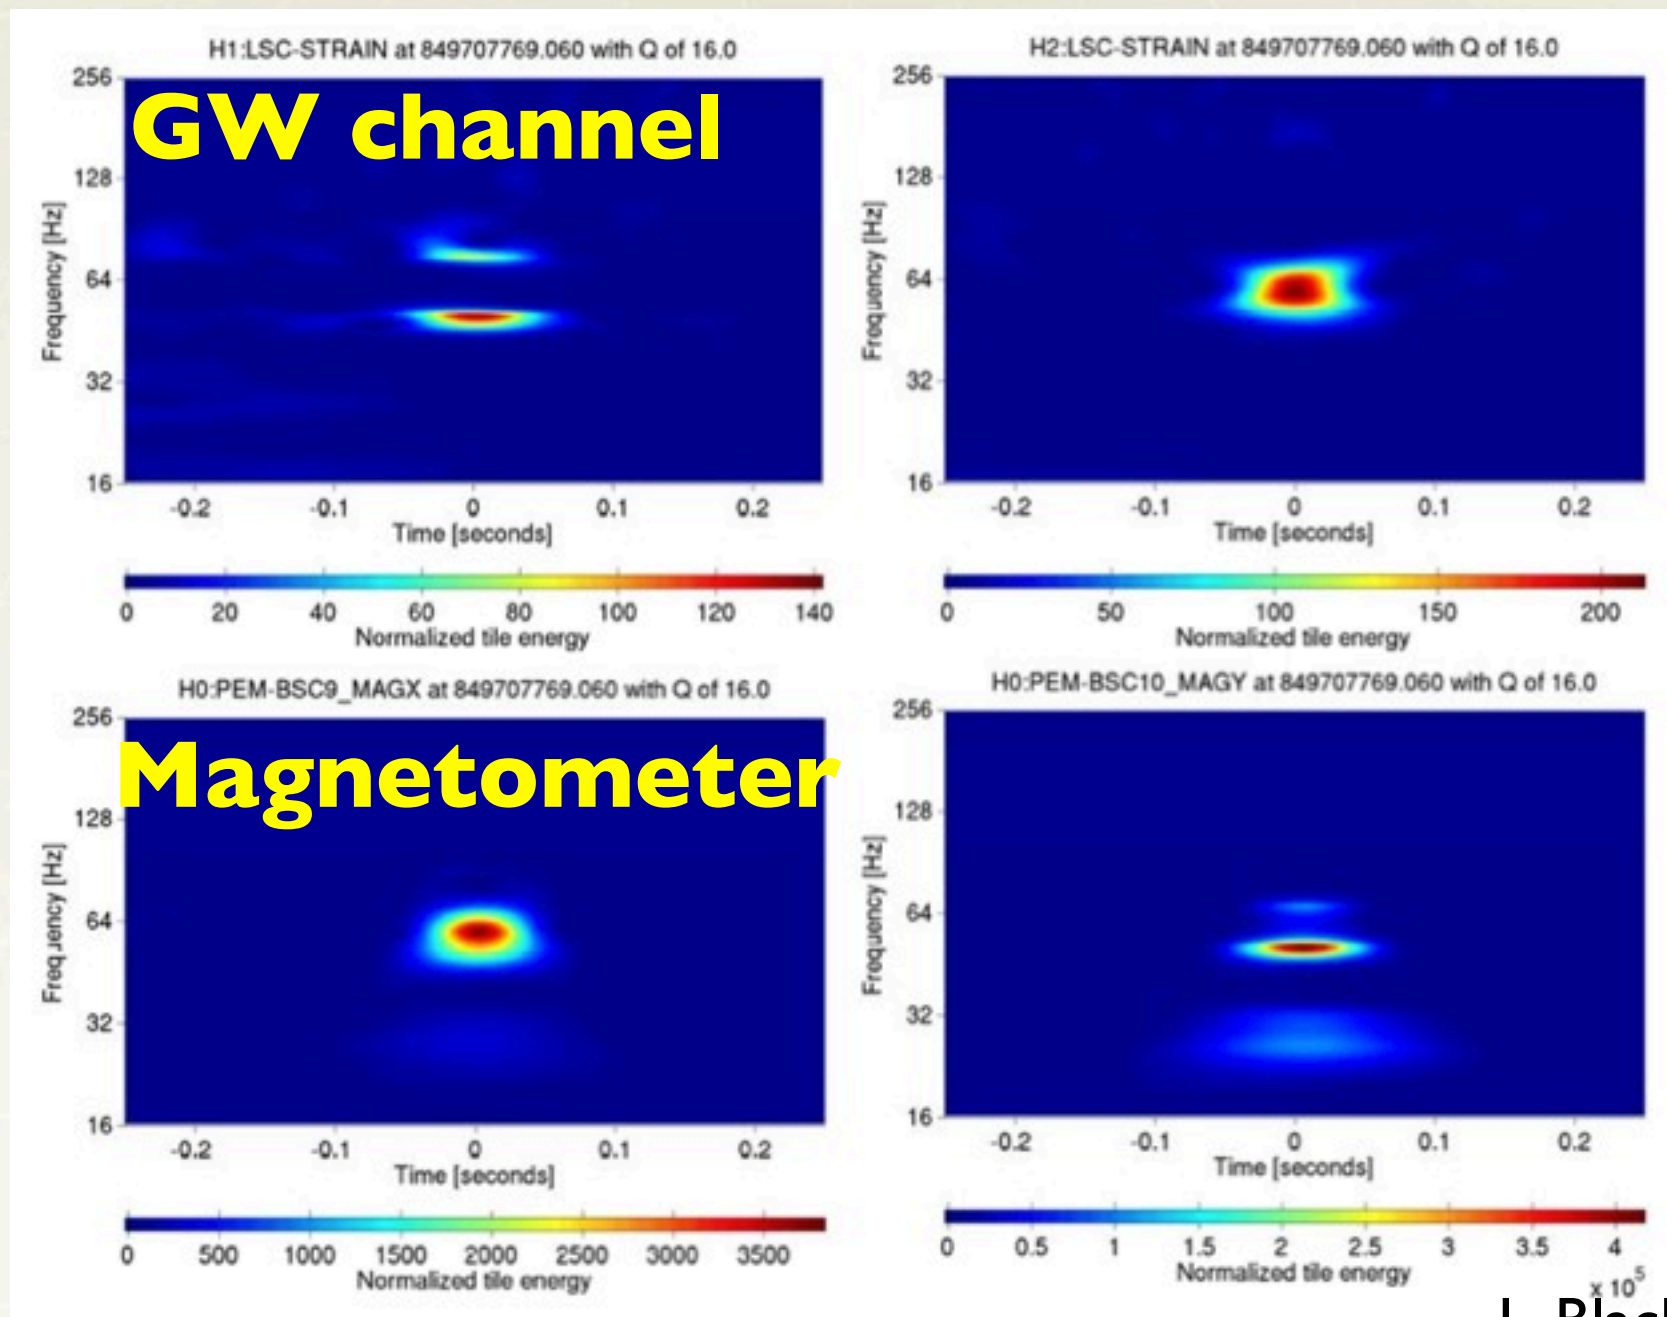 H1:LSC-STRAIN at 849707769.060 with Q of 16.0
GW channel
256
128
64
32
16
Frequency [Hz]
-0.2 -0.1 0 0.1 0.2
Time [seconds]
0 20 40 60 80 100 120 140
Normalized tile energy
H2:LSC-STRAIN at 849707769.060 with Q of 16.0
256
128
64
32
16
Frequency [Hz]
-0.2 -0.1 0 0.1 0.2
Time [seconds]
0 50 100 150 200
Normalized tile energy
H0:PEM-BSC9_MAGX at 849707769.060 with Q of 16.0
Magnetometer
256
128
64
32
16
Frequency [Hz]
-0.2 -0.1 0 0.1 0.2
Time [seconds]
0 500 1000 1500 2000 2500 3000 3500
Normalized tile energy
H0:PEM-BSC10_MAGY at 849707769.060 with Q of 16.0
256
128
64
32
16
Frequency [Hz]
-0.2 -0.1 0 0.1 0.2
Time [seconds]
0 0.5 1 1.5 2 2.5 3 3.5 4
Normalized tile energy
x 10^5